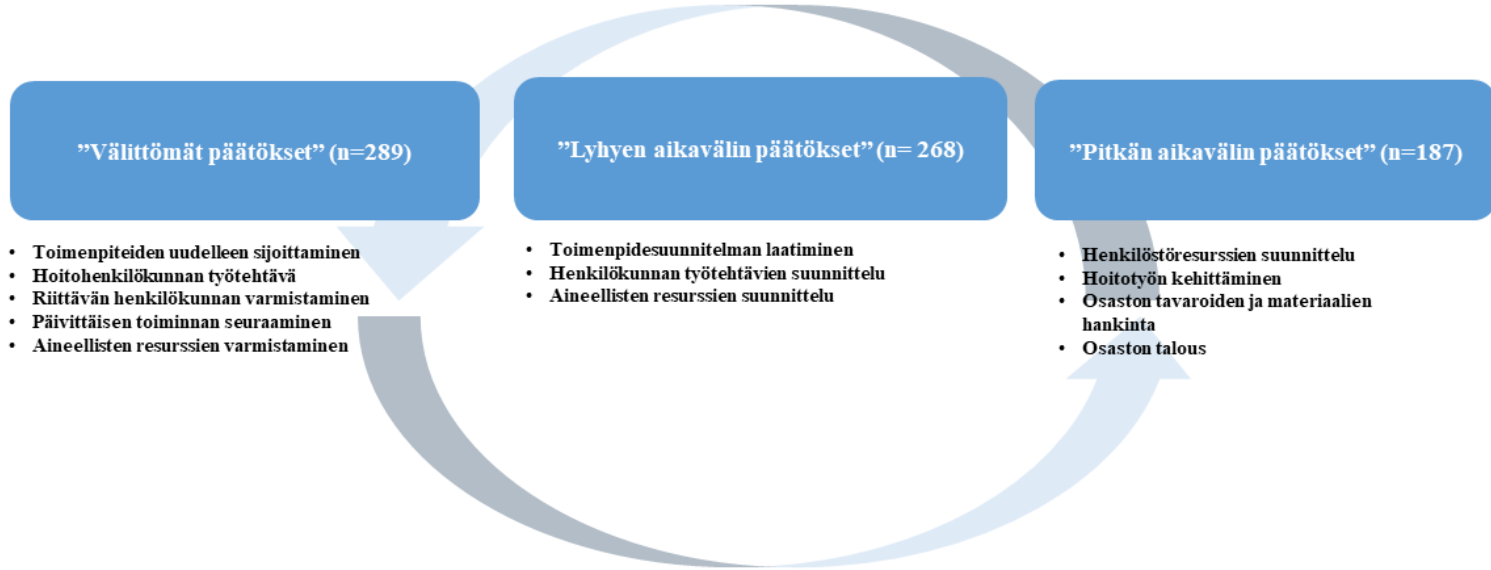 ”Välittömät päätökset” (n=289)
• Toimenpiteiden uudelleen sijoittaminen
• Hoitohenkilökunnan työtehtävä
• Riittävän henkilökunnan varmistaminen
• Päivittäisen toiminnan seuraaminen
• Aineellisten resurssien varmistaminen
”Lyhyen aikavälin päätökset” (n= 268)
• Toimenpidesuunnitelman laatiminen
• Henkilökunnan työtehtävien suunnittelu
• Aineellisten resurssien suunnittelu
”Pitkän aikavälin päätökset” (n=187)
• Henkilöstöresurssien suunnittelu
• Hoitotyön kehittäminen
• Osaston tavaroiden ja materiaalien
hankinta
• Osaston talous